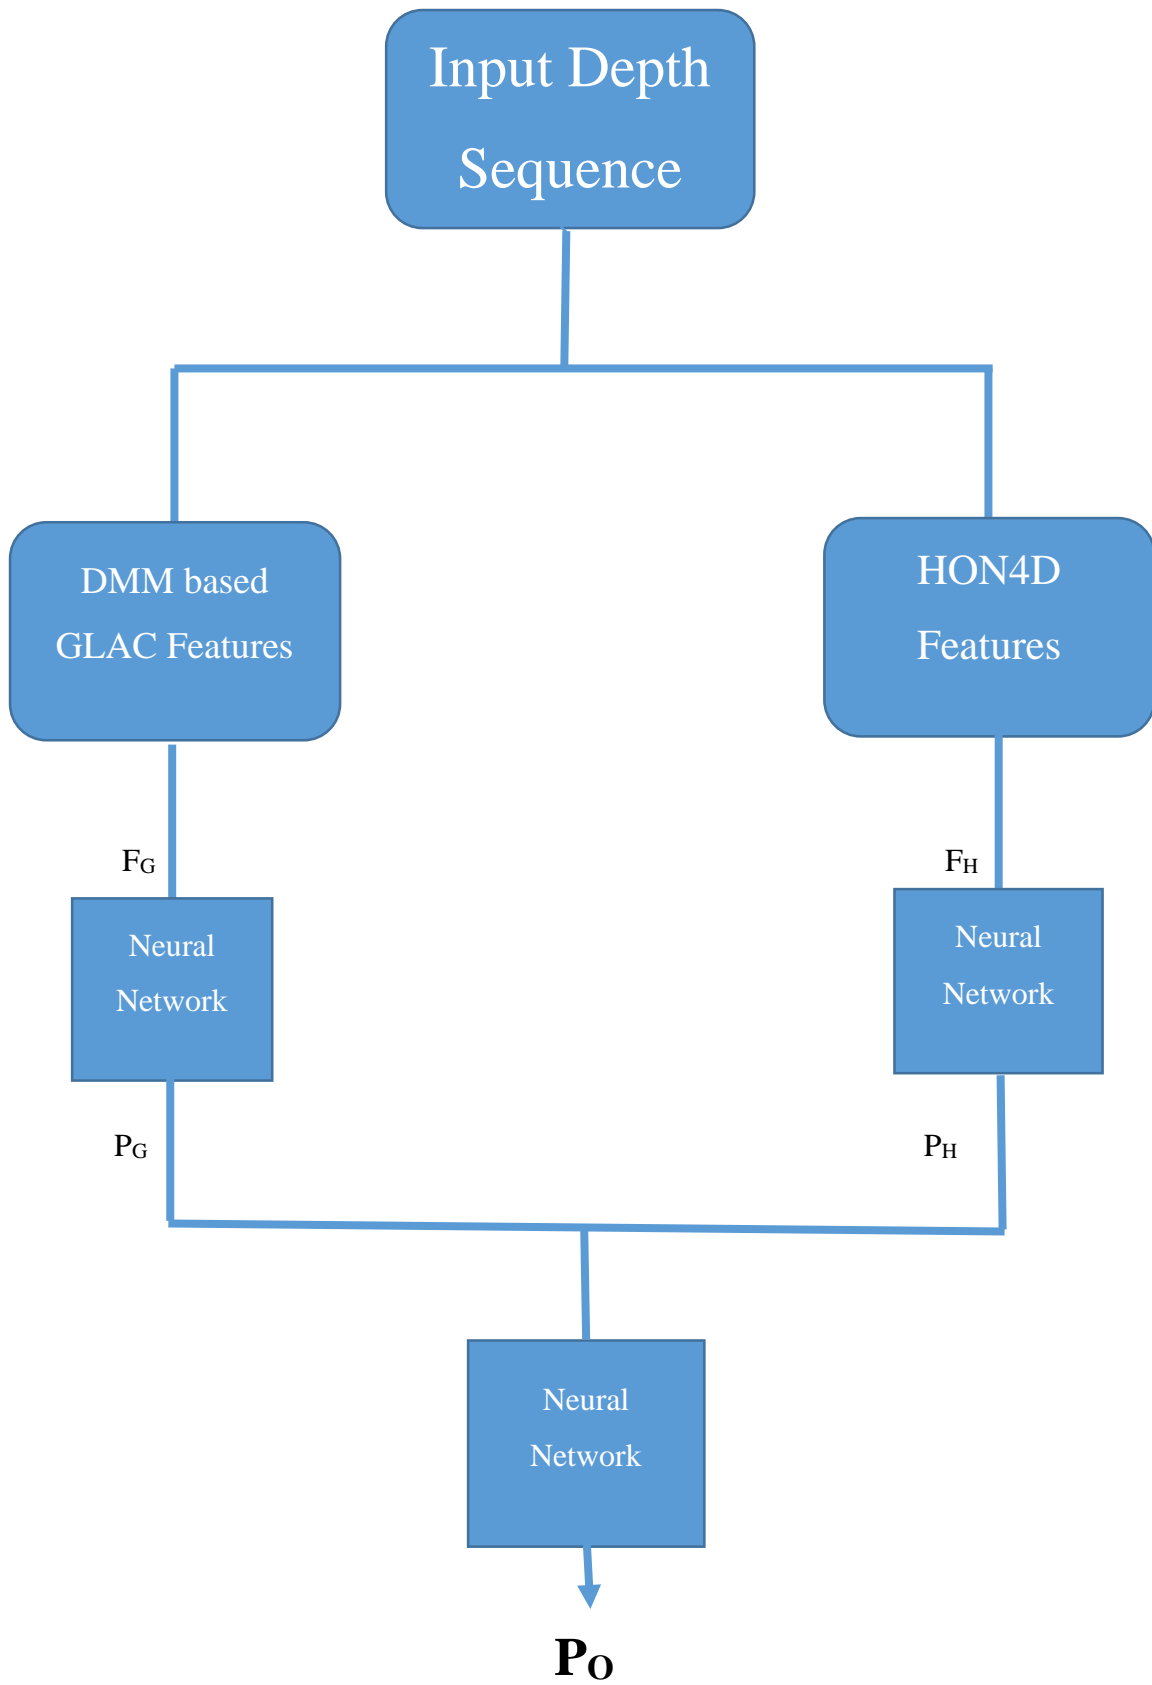 Input Depth
Sequence
DMM based
GLAC Features
HON4D
Features
FG
FH
Neural
Network
Neural
Network
PG
PH
Neural
Network
PO